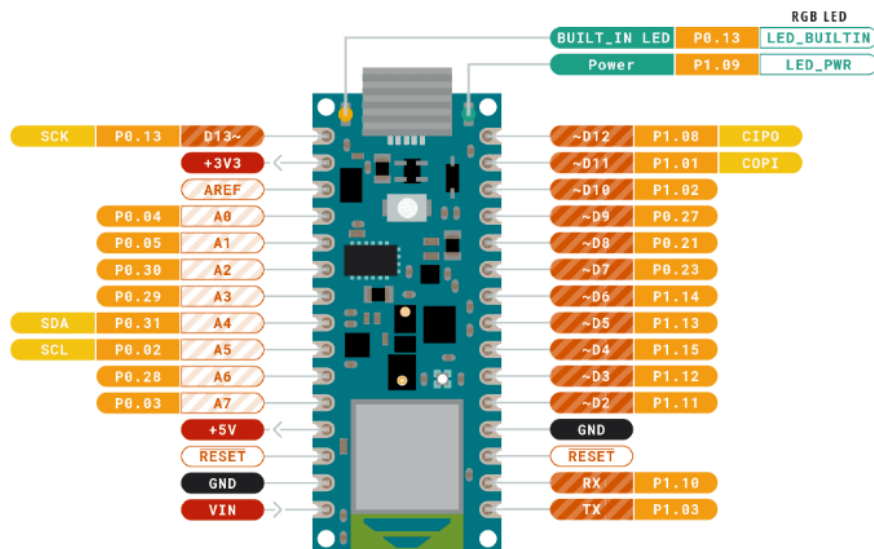 RGB LED
BUILT_IN LED P0.13 LED_BUILTIN
Power P1.09 LED_PWR
SCK P0.13 D13~ ~D12 P1.08 CIPO
+3V3 ~D11 P1.01 COPI
AREF ~D10 P1.02
P0.04 A0 ~D9 P0.27
P0.05 A1 ~D8 P0.21
P0.30 A2 ~D7 P0.23
P0.29 A3 ~D6 P1.14
SDA P0.31 A4 ~D5 P1.13
SCL P0.02 A5 ~D4 P1.15
P0.28 A6 ~D3 P1.12
P0.03 A7 ~D2 P1.11
+5V GND
RESET RESET
GND RX P1.10
VIN TX P1.03